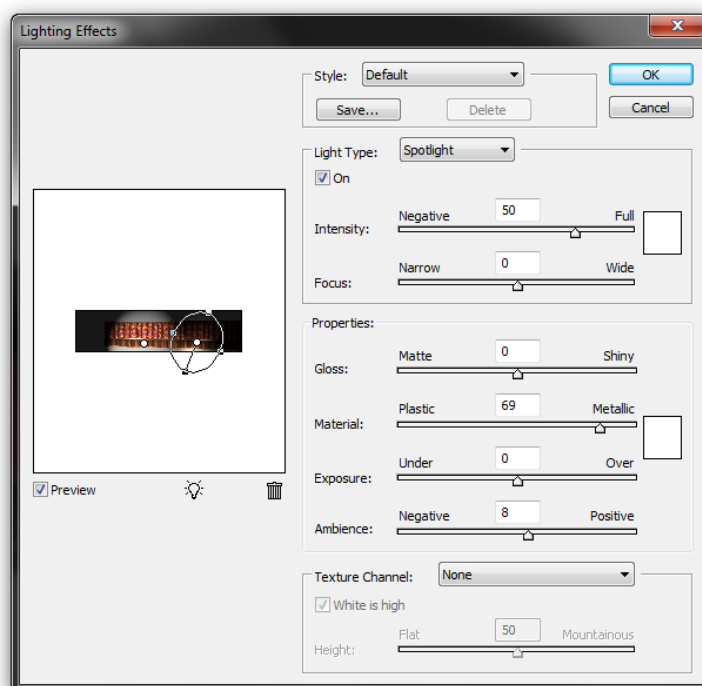 Lighting Effects
Style: Default
OK
Save... Delete
Cancel
Light Type: Spotlight
On
Negative 50 Full
Intensity:
Narrow 0 Wide
Focus:
Properties:
Matte 0 Shiny
Gloss:
Plastic 69 Metallic
Material:
Under 0 Over
Exposure:
Negative 8 Positive
Ambience:
Preview
Texture Channel: None
White is high
Flat 50 Mountainous
Height: